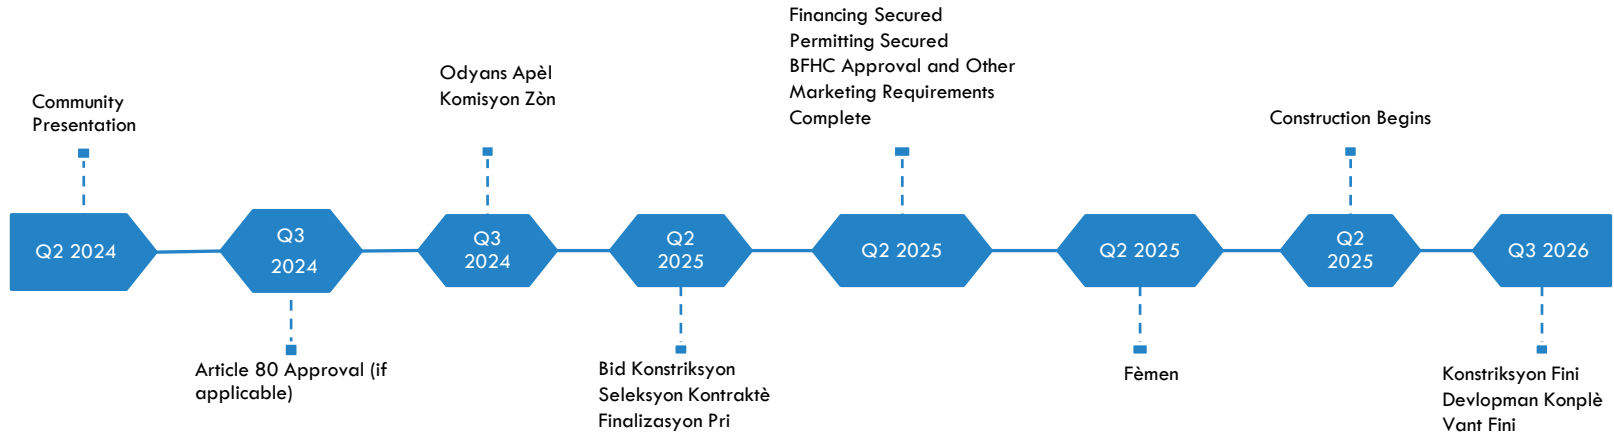 Community
Presentation
Q2 2024
Q3
2024
Article 80 Approval (if
applicable)
Odyans Apèl
Komisyon Zòn
Q3
2024
Q2
2025
Bid Konstriksyon
Seleksyon Kontraktè
Finalizasyon Pri
Financing Secured
Permitting Secured
BFHC Approval and Other
Marketing Requirements
Complete
Q2 2025
Q2 2025
Fèmen
Construction Begins
Q2
2025
Q3 2026
Konstriksyon Fini
Devlopman Konplè
Vant Fini